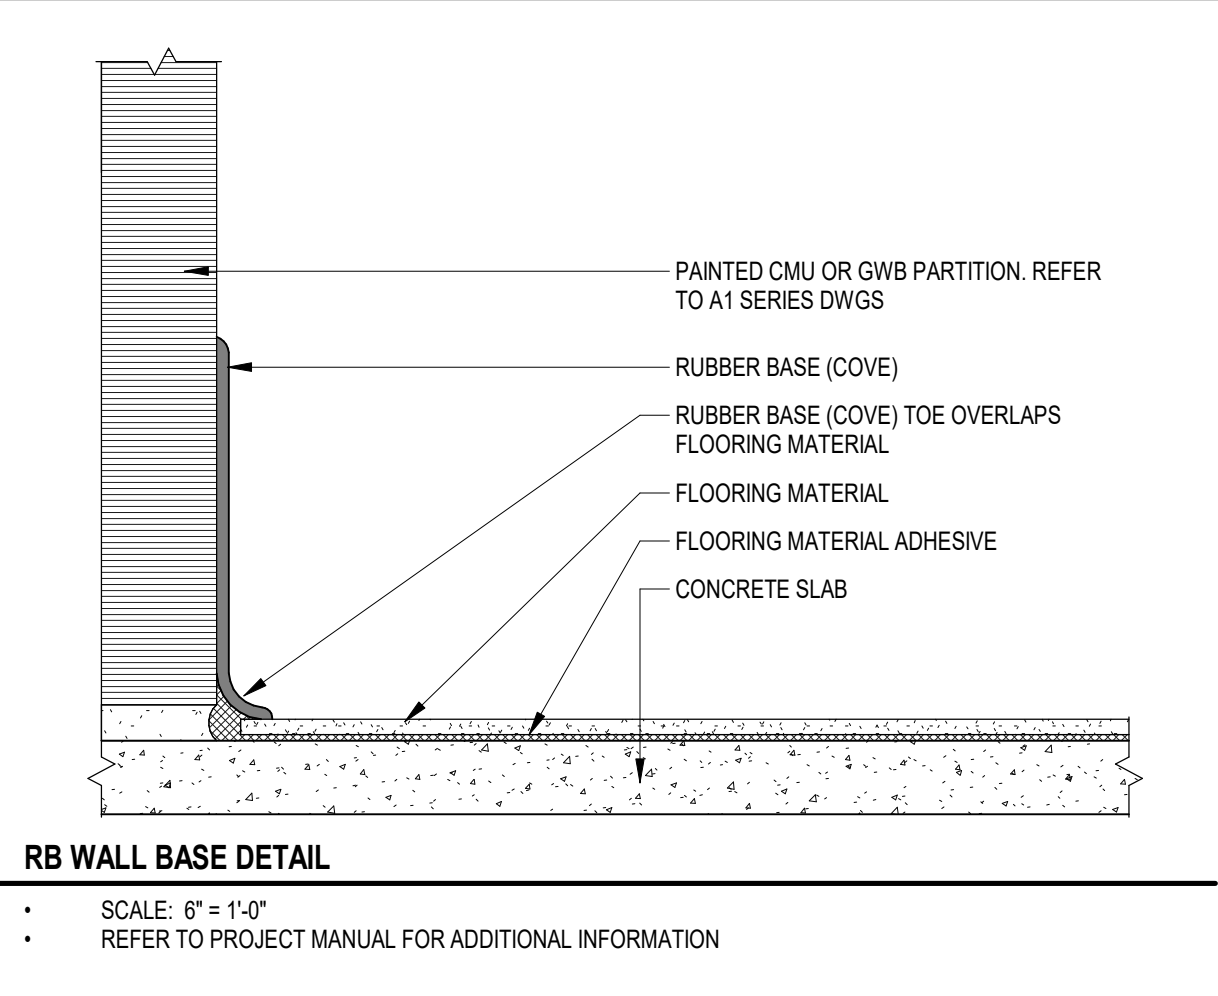 PAINTED CMU OR GWB PARTITION. REFER
TO A1 SERIES DWGS
RUBBER BASE (COVE)
RUBBER BASE (COVE) TOE OVERLAPS
FLOORING MATERIAL
FLOORING MATERIAL
FLOORING MATERIAL ADHESIVE
CONCRETE SLAB
RB WALL BASE DETAIL
• SCALE: 6" = 1'-0"
• REFER TO PROJECT MANUAL FOR ADDITIONAL INFORMATION